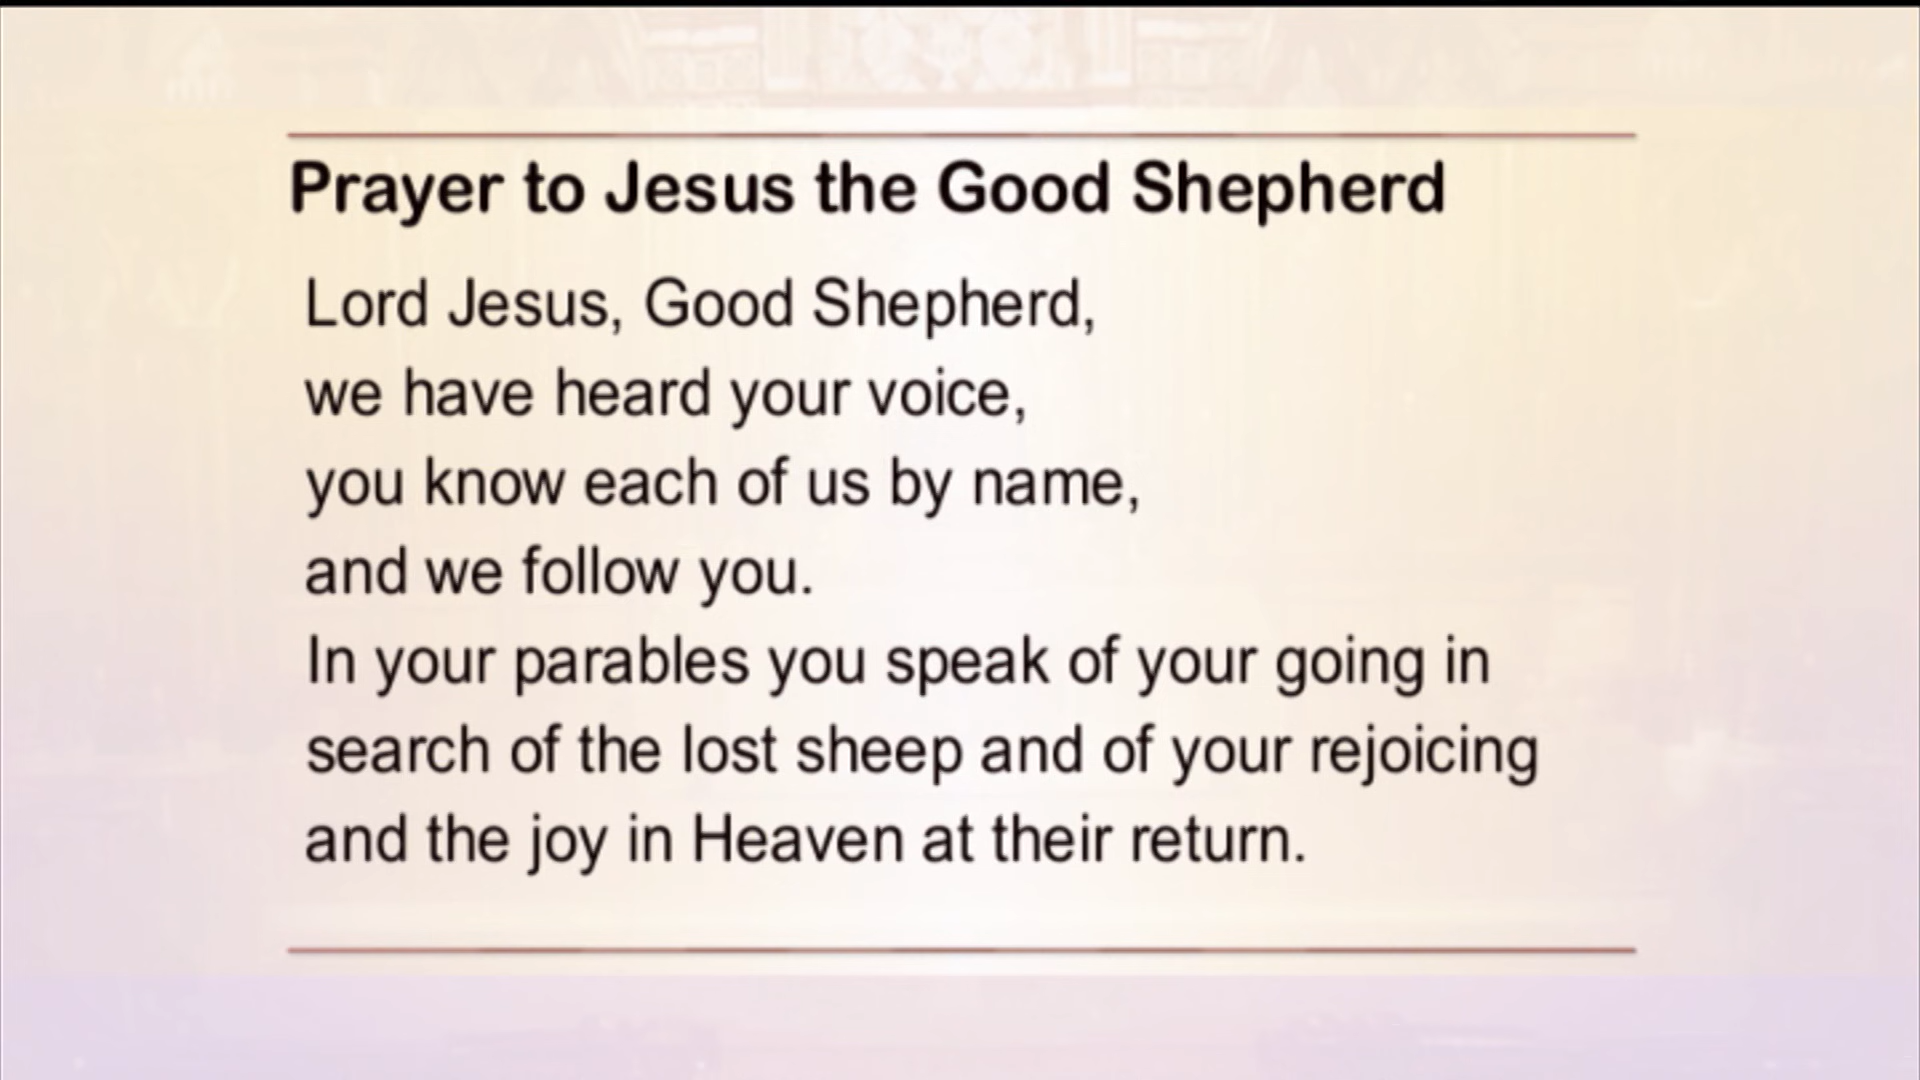 Prayer to Jesus the Good Shepherd
Lord Jesus, Good Shepherd,
we have heard your voice,
you know each of us by name,
and we follow you.
In your parables you speak of your going in
search of the lost sheep and of your rejoicing
and the joy in Heaven at their return.